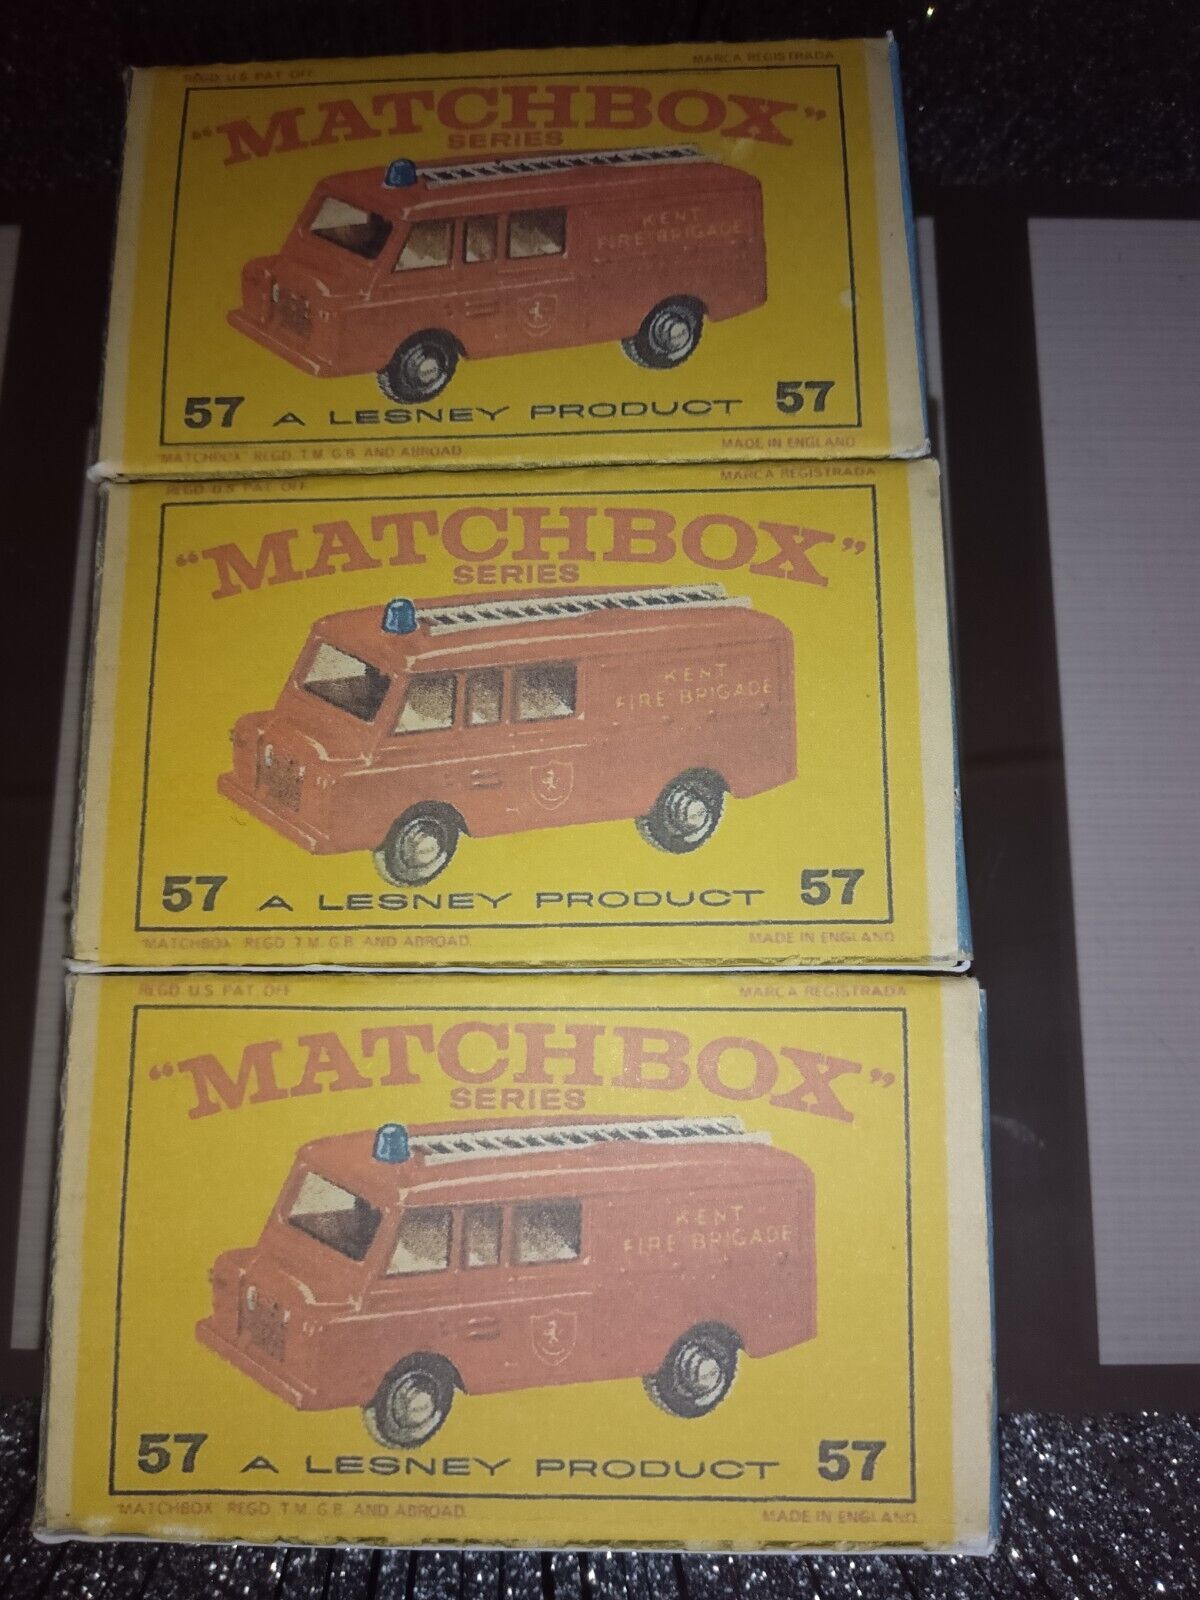 REGD U.S PAT OFF MARCA REGISTRADA
"MATCHBOX"
SERIES
KENT
FIRE BRIGADE
57 A LESNEY PRODUCT 57
"MATCHBOX" REGD. T.M. G.B. AND ABROAD MADE IN ENGLAND
REGD U.S PAT OFF MARCA REGISTRADA
"MATCHBOX"
SERIES
KENT
FIRE BRIGADE
57 A LESNEY PRODUCT 57
"MATCHBOX" REGD. T.M. G.B. AND ABROAD. MADE IN ENGLAND
REGD U.S PAT OFF MARCA REGISTRADA
"MATCHBOX"
SERIES
KENT
FIRE BRIGADE
57 A LESNEY PRODUCT 57
"MATCHBOX" REGD. T.M. G.B. AND ABROAD. MADE IN ENGLAND